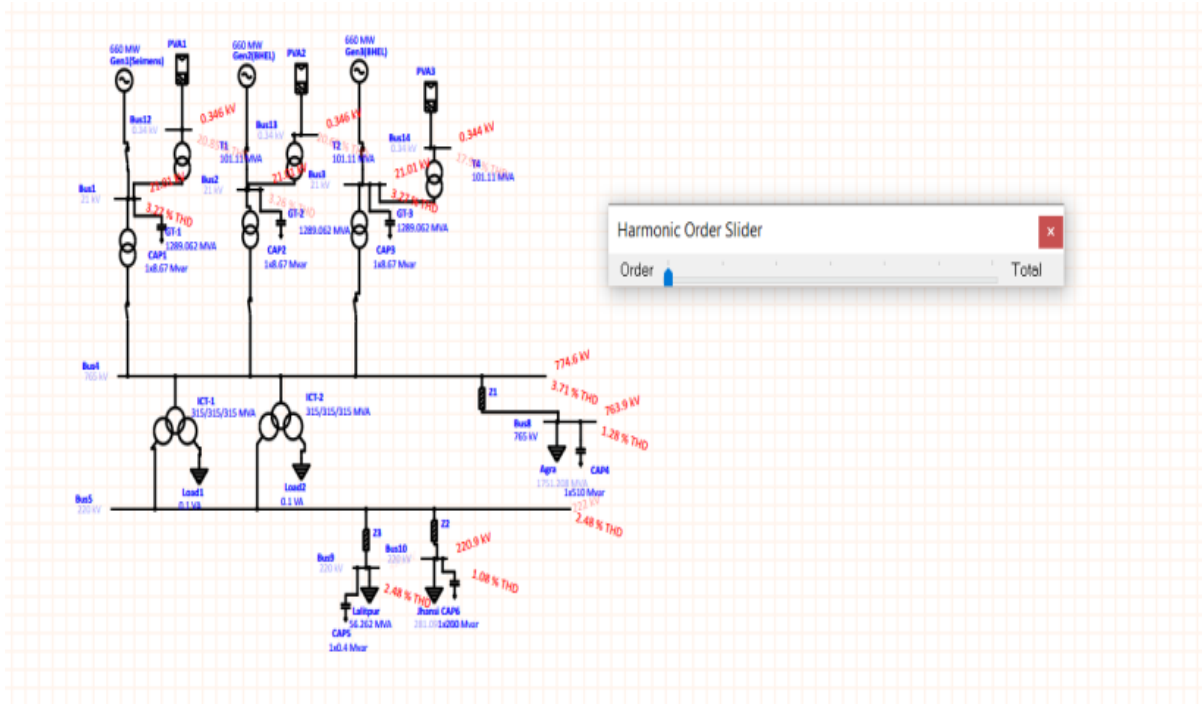 660 MW
Gen1(Seimens)
PVA1
660 MW
Gen2(BHEL)
PVA2
660 MW
Gen3(BHEL)
PVA3
Bus12
0.34 kV
0.346 kV
T1
101.11 MVA
Bus13
0.34 kV
0.346 kV
T2
101.11 MVA
Bus14
0.34 kV
0.344 kV
T4
101.11 MVA
Bus1
21 kV
21.01 kV
3.27 % THD
GT-1
1289.062 MVA
CAP1
1x8.67 Mvar
Bus2
21 kV
3.26 % THD
GT-2
1289.062 MVA
CAP2
1x8.67 Mvar
Bus3
21 kV
21.01 kV
3.27 % THD
GT-3
1289.062 MVA
CAP3
1x8.67 Mvar
Harmonic Order Slider
x
Order
Total
Bus4
765 kV
774.6 kV
3.71 % THD
ICT-1
315/315/315 MVA
ICT-2
315/315/315 MVA
Z1
763.9 kV
Bus8
765 kV
1.28 % THD
Agra
1751.208 MVA
CAP4
1x510 Mvar
Load1
0.1 VA
Load2
0.1 VA
Bus5
220 kV
222 kV
2.48 % THD
Z3
Z2
Bus9
220 kV
Bus10
220 kV
220.9 kV
2.48 % THD
1.08 % THD
Lalitpur
56.262 MVA
Jhansi
CAP6
1x200 Mvar
CAP5
1x0.4 Mvar